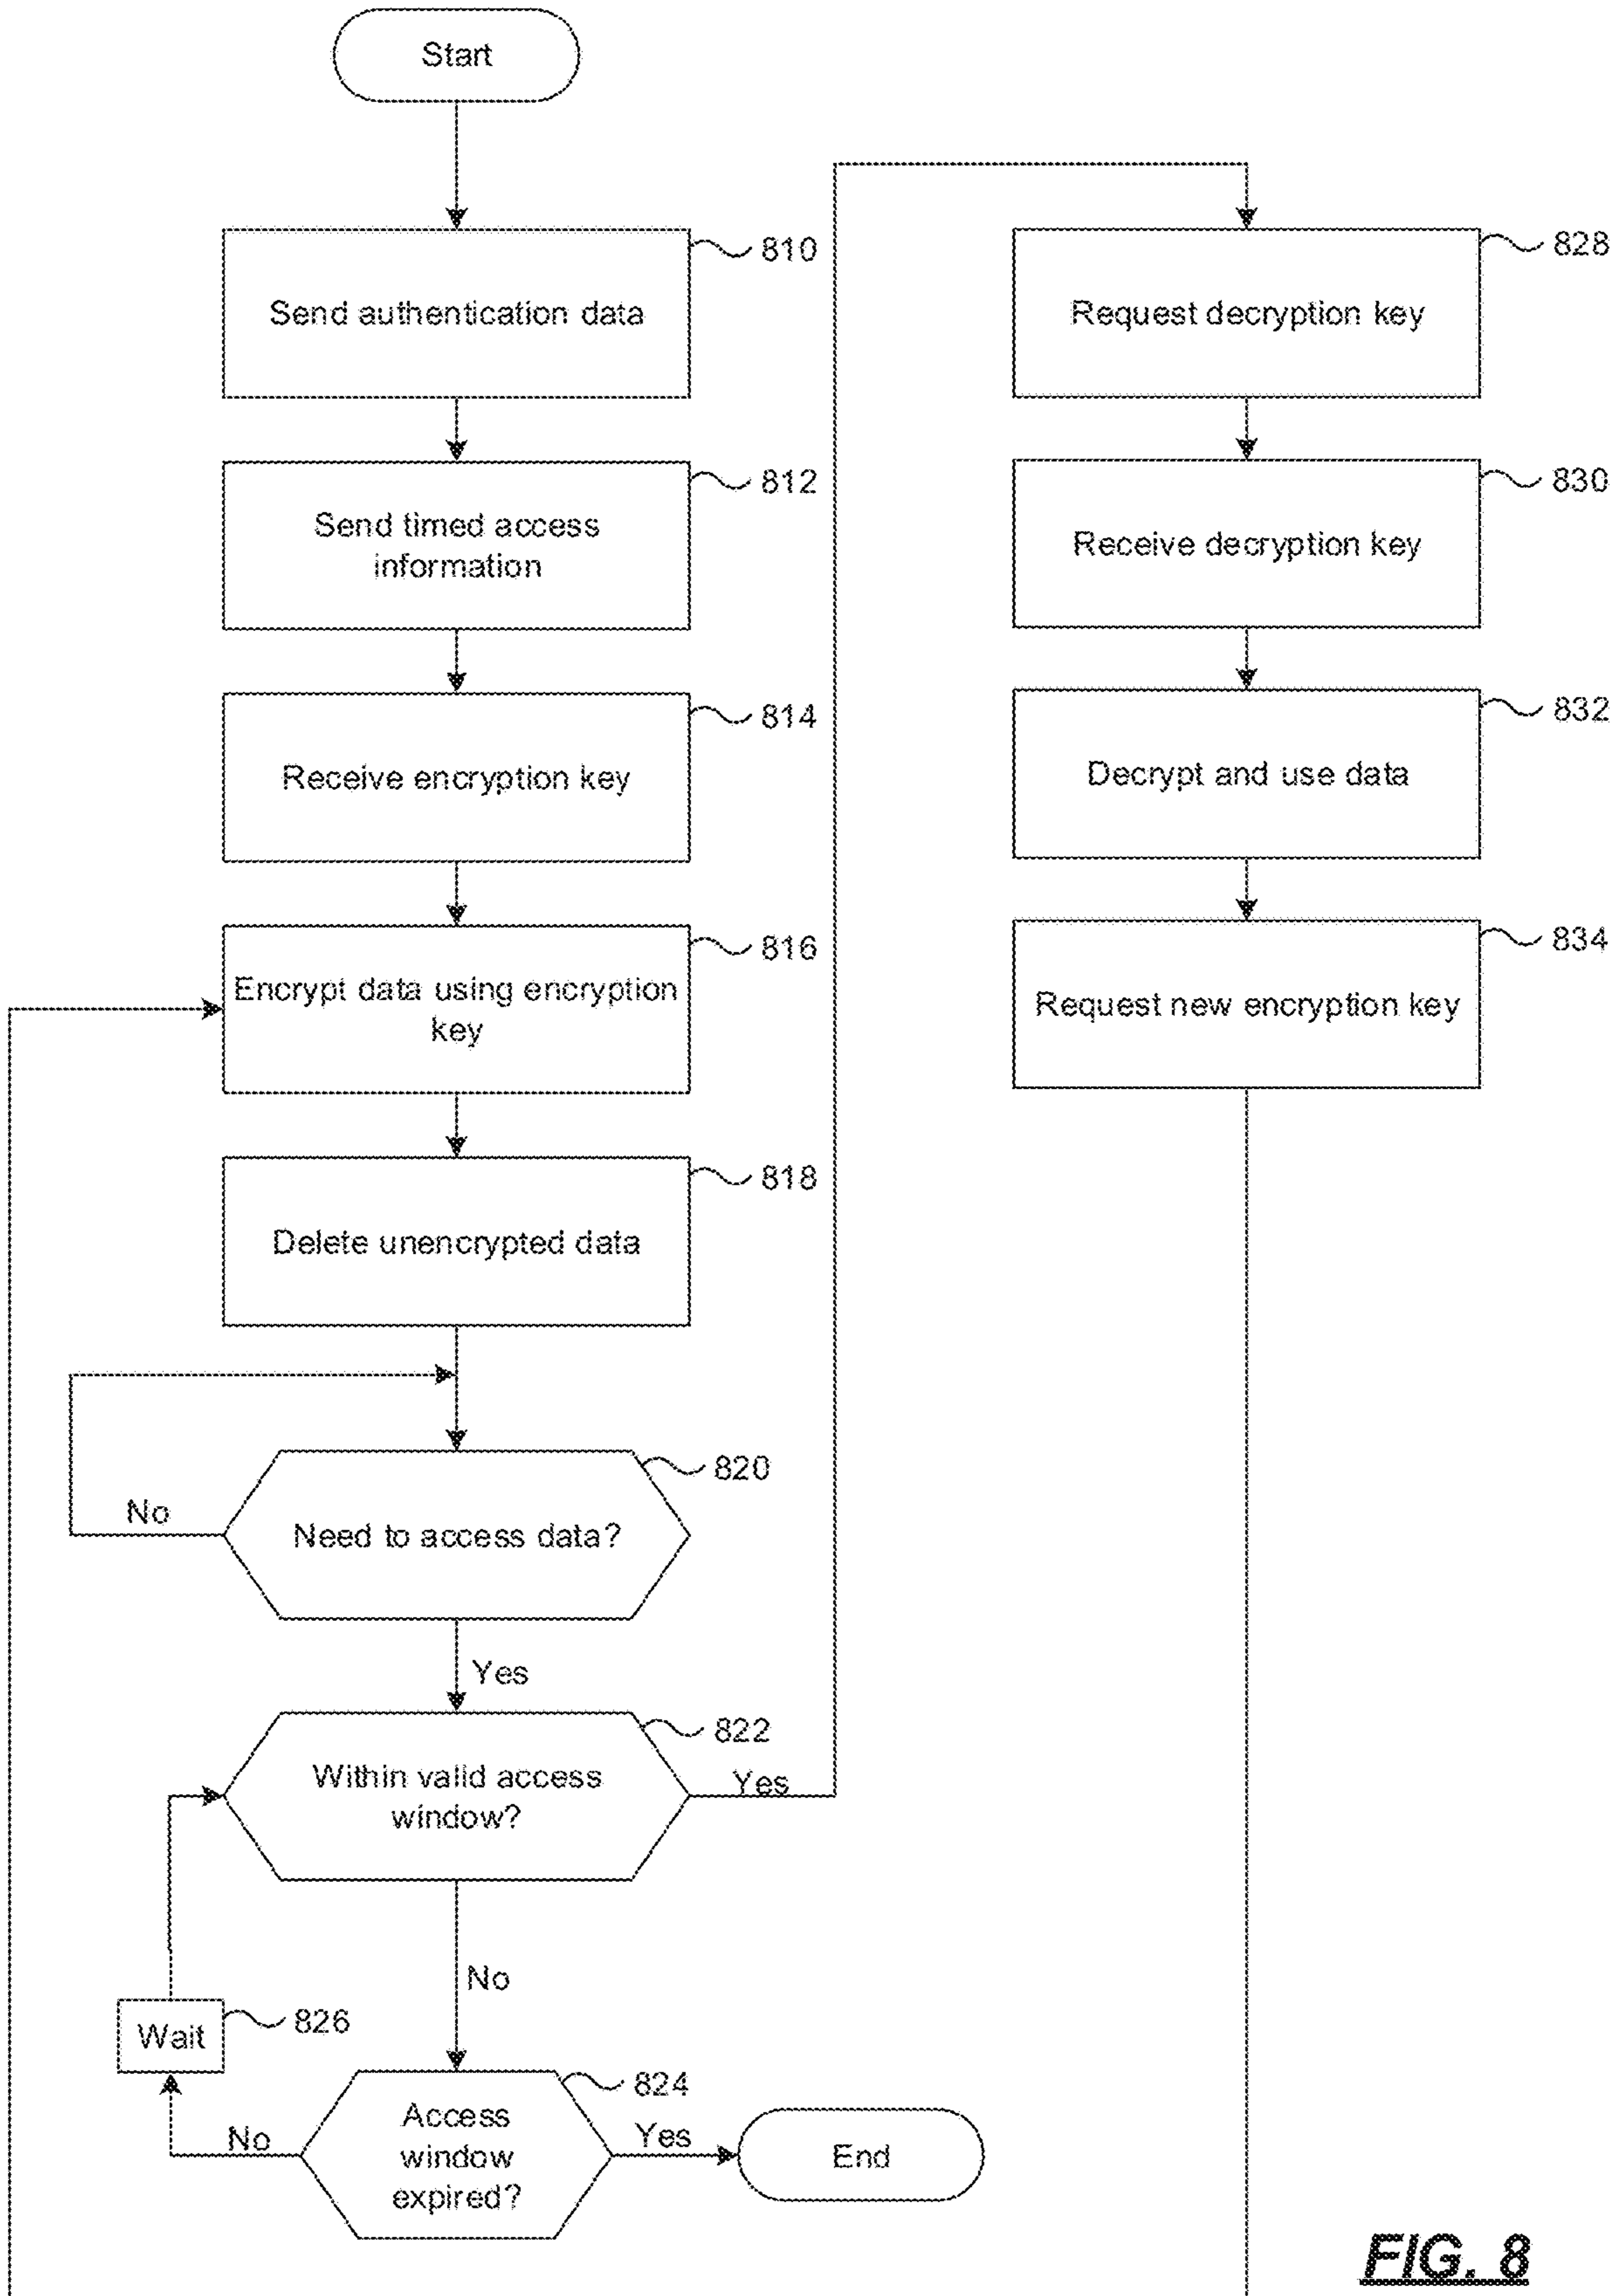 Start
810
Send authentication data
812
Send timed access
information
814
Receive encryption key
816
Encrypt data using encryption
key
818
Delete unencrypted data
820
Need to access data?
No
Yes
822
Within valid access
window?
Yes
No
826
Wait
824
Access
window
expired?
No
Yes
End
828
Request decryption key
830
Receive decryption key
832
Decrypt and use data
834
Request new encryption key
FIG. 8